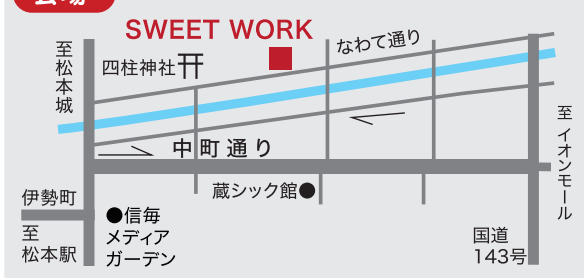 会場
SWEET WORK
なわて通り
至松本城
四柱神社
中町通り
至 イオンモール
蔵シック館
伊勢町
信毎
メディア
ガーデン
至
松本駅
国道
143号